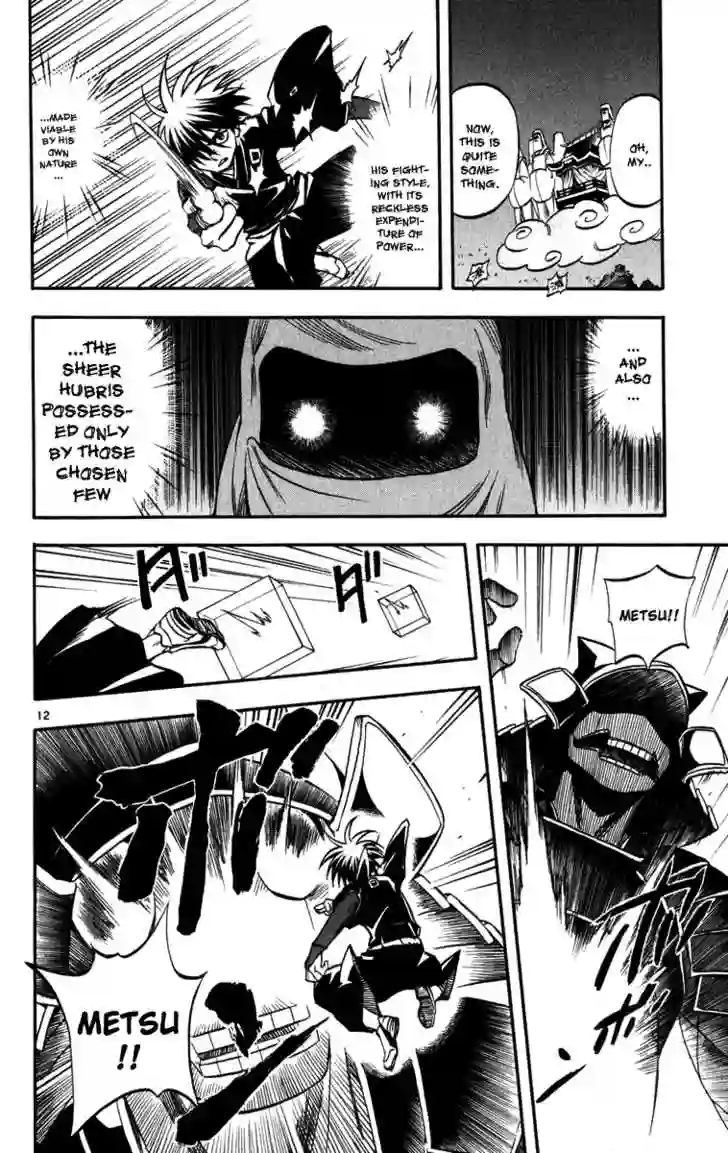 OH,
MY..
NOW,
THIS IS
QUITE
SOME-
THING.
HIS FIGHT-
ING STYLE,
WITH ITS
RECKLESS
EXPENDI-
TURE OF
POWER...
...MADE
VIABLE
BY HIS
OWN
NATURE
...
...
AND
ALSO
...
...THE
SHEER
HUBRIS
POSSESS-
ED ONLY
BY THOSE
CHOSEN
FEW
METSU!!
ダ
ダ
12
METSU
!!